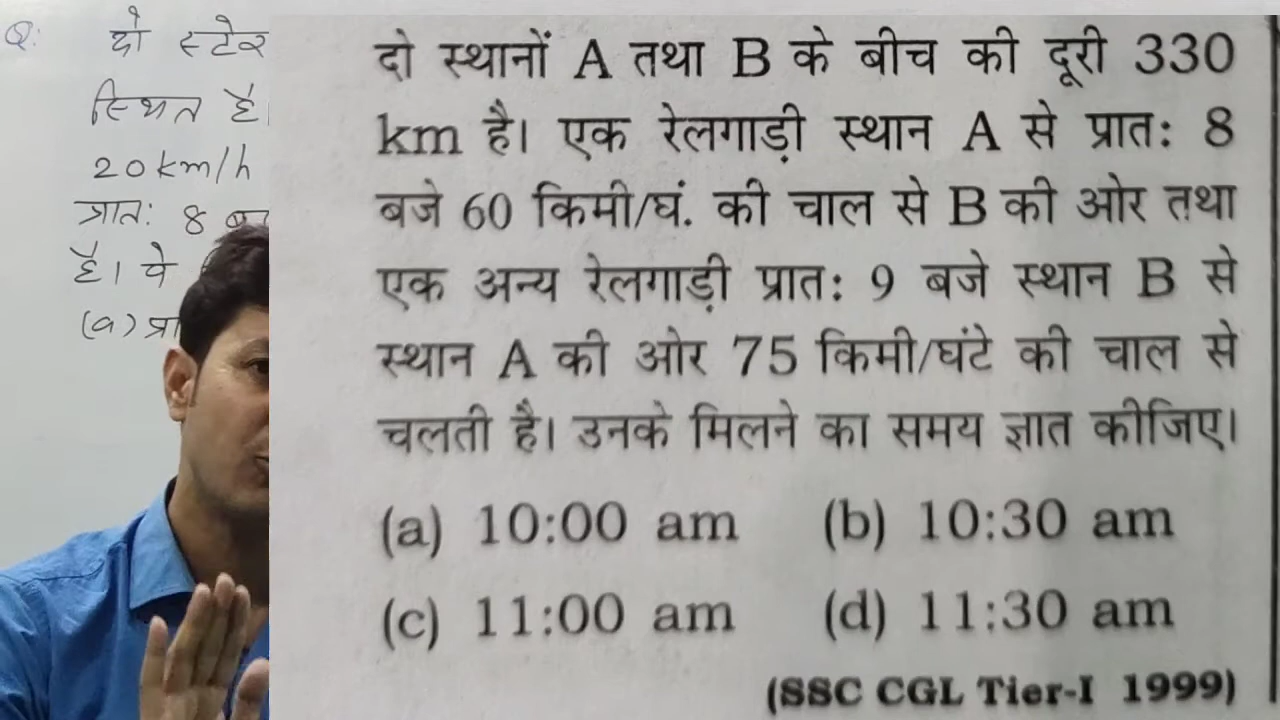 Q: दो स्टेश
स्थित है।
20km/h
प्रात: 8 ब
है। ये
(a) प्रा
दो स्थानों A तथा B के बीच की दूरी 330
km है। एक रेलगाड़ी स्थान A से प्रात: 8
बजे 60 किमी/घं. की चाल से B की ओर तथा
एक अन्य रेलगाड़ी प्रात: 9 बजे स्थान B से
स्थान A की ओर 75 किमी/घंटे की चाल से
चलती है। उनके मिलने का समय ज्ञात कीजिए।
(a) 10:00 am (b) 10:30 am
(c) 11:00 am (d) 11:30 am
(SSC CGL Tier-I 1999)